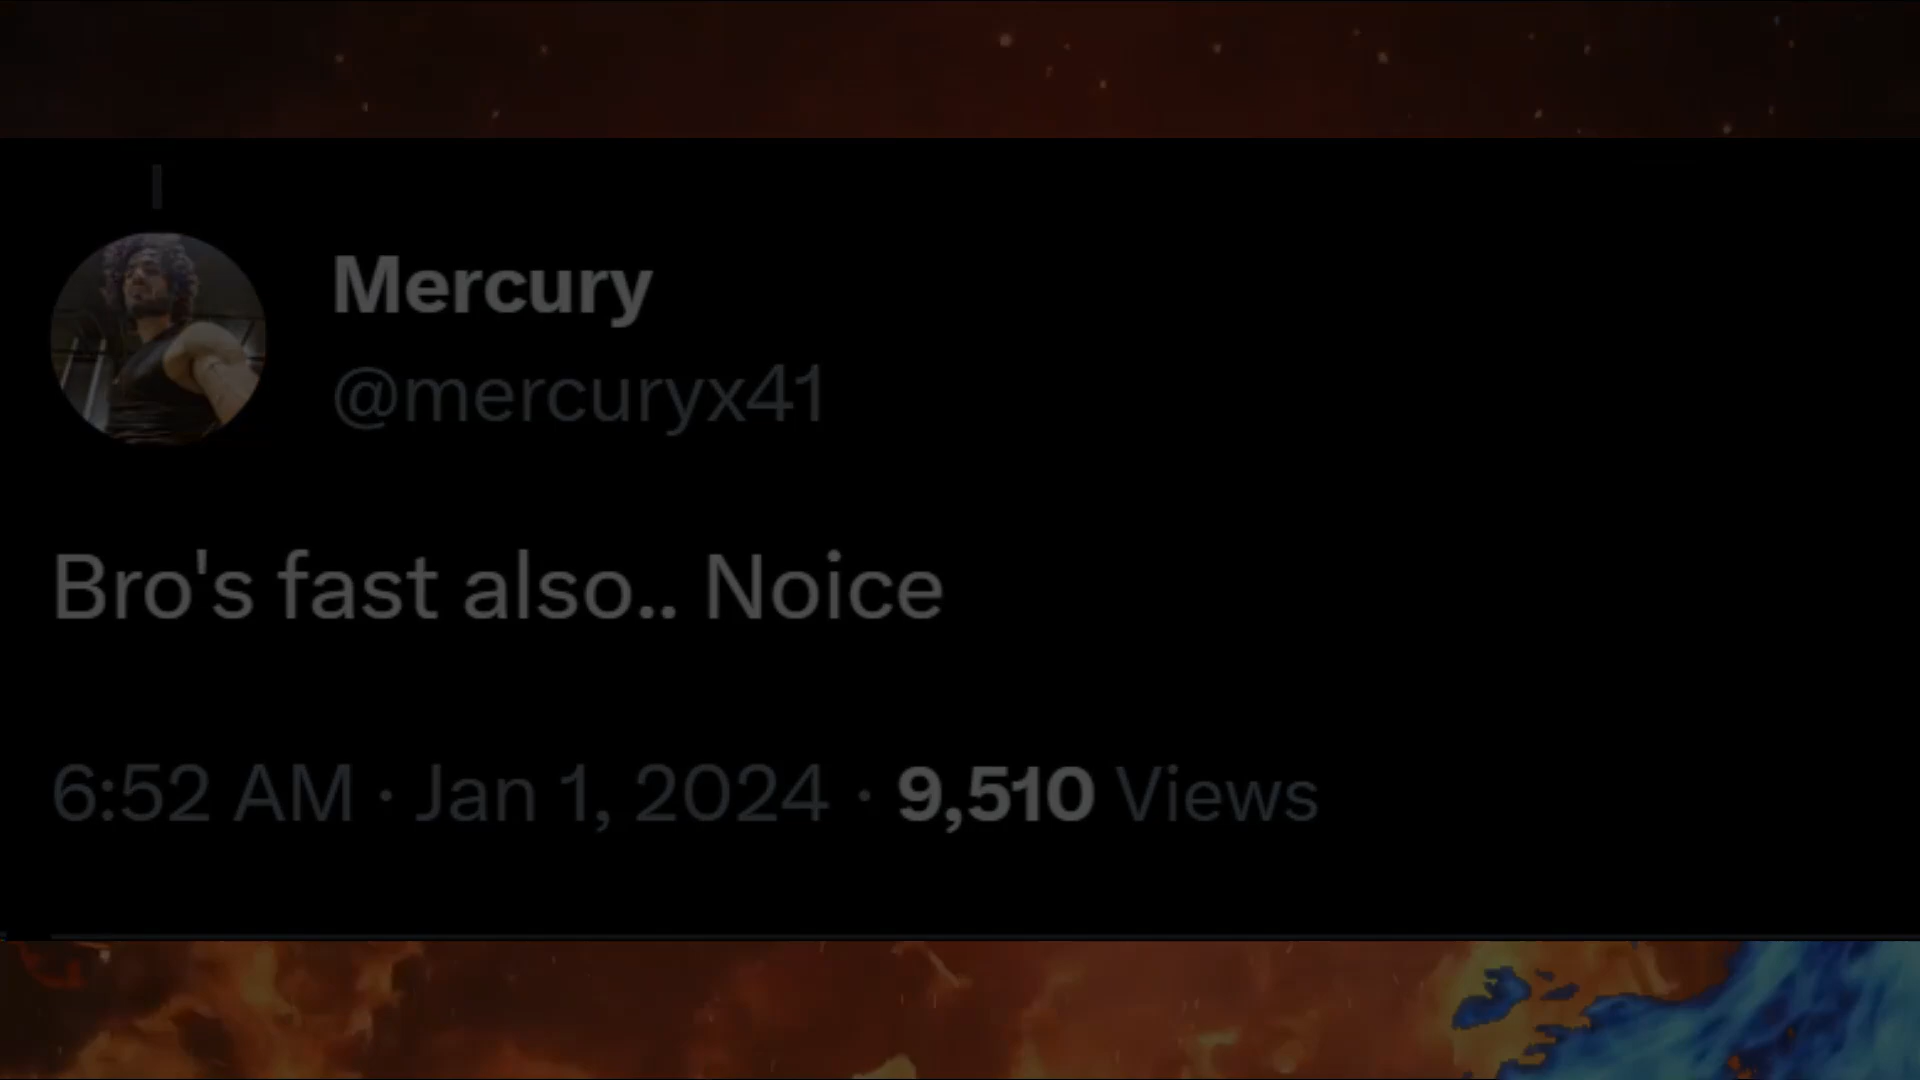 Mercury
@mercuryx41
Bro's fast also.. Noice
6:52 AM · Jan 1, 2024 · 9,510 Views